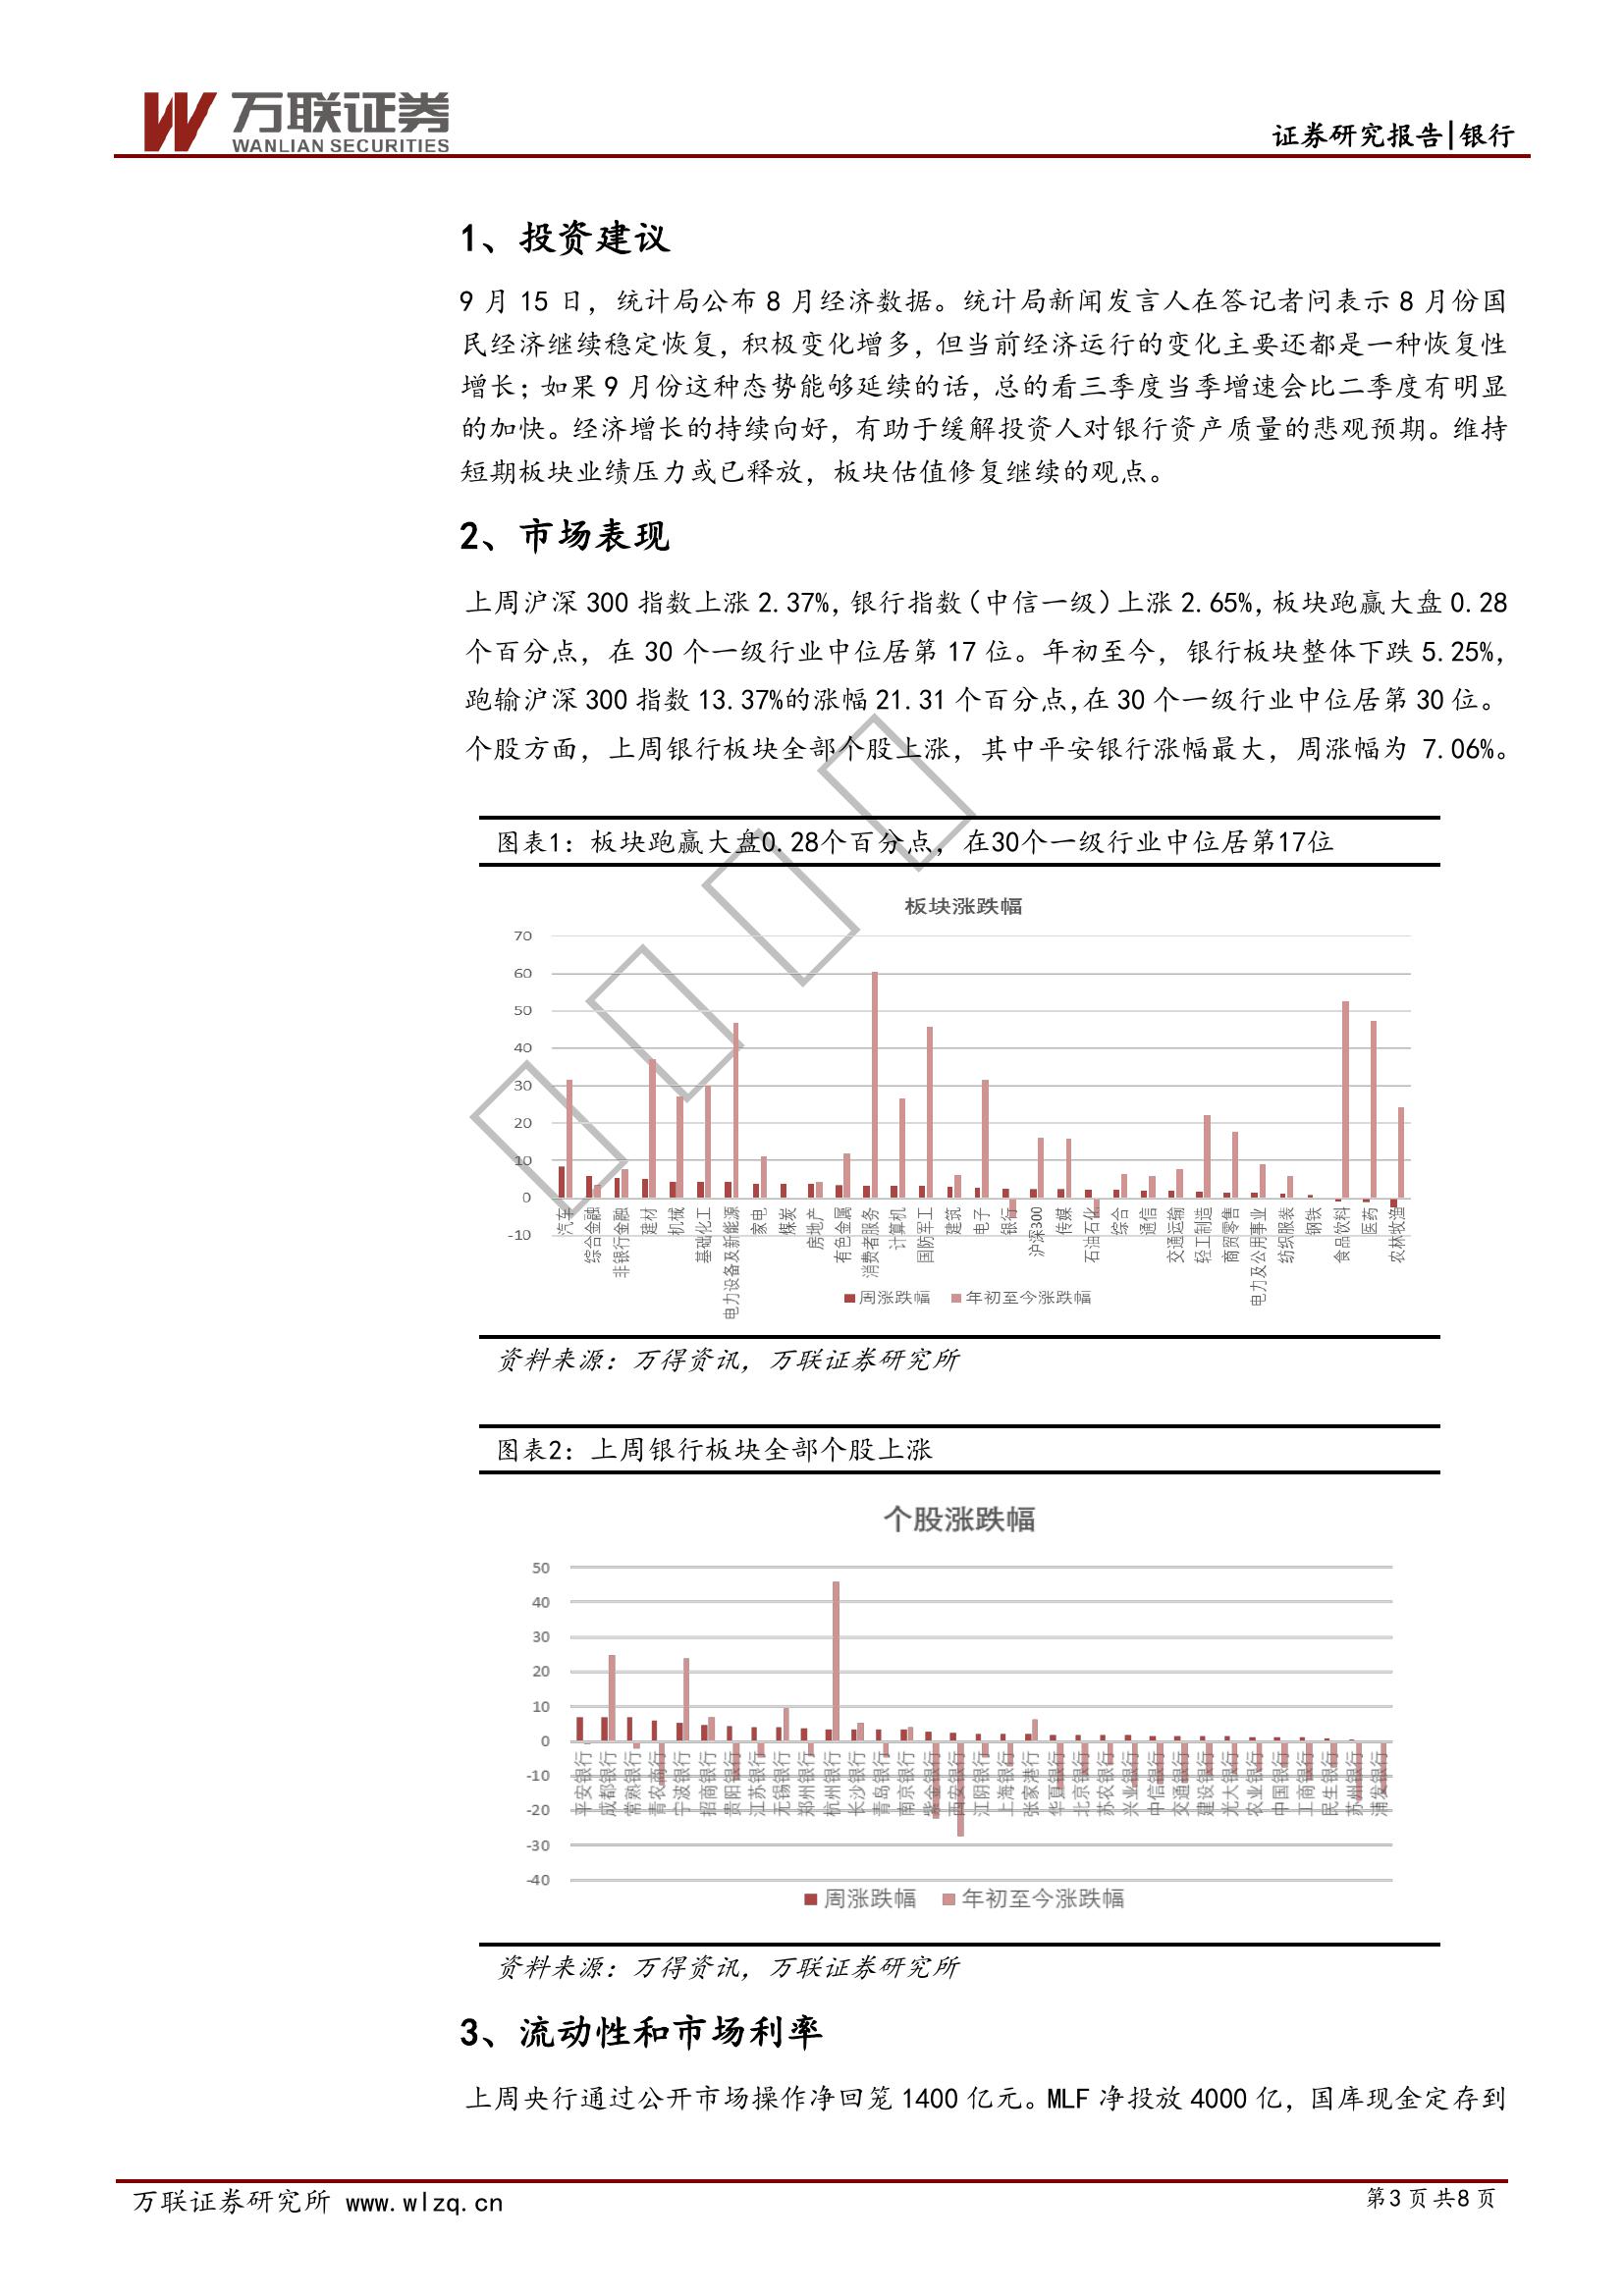 万联证券
WANLIAN SECURITIES
证券研究报告|银行
1、投资建议
9 月 15 日，统计局公布 8 月经济数据。统计局新闻发言人在答记者问表示 8 月份国
民经济继续稳定恢复，积极变化增多，但当前经济运行的变化主要还都是一种恢复性
增长；如果 9 月份这种态势能够延续的话，总的看三季度当季增速会比二季度有明显
的加快。经济增长的持续向好，有助于缓解投资人对银行资产质量的悲观预期。维持
短期板块业绩压力或已释放，板块估值修复继续的观点。
2、市场表现
上周沪深 300 指数上涨 2.37%，银行指数（中信一级）上涨 2.65%，板块跑赢大盘 0.28
个百分点，在 30 个一级行业中位居第 17 位。年初至今，银行板块整体下跌 5.25%，
跑输沪深 300 指数 13.37%的涨幅 21.31 个百分点，在 30 个一级行业中位居第 30 位。
个股方面，上周银行板块全部个股上涨，其中平安银行涨幅最大，周涨幅为 7.06%。
图表1：板块跑赢大盘0.28个百分点，在30个一级行业中位居第17位
板块涨跌幅
70
60
50
40
30
20
10
0
-10
汽车
综合金融
非银行金融
建材
机械
基础化工
电力设备及新能源
家电
煤炭
房地产
有色金属
消费者服务
计算机
国防军工
建筑
电子
银行
沪深300
传媒
石油石化
综合
通信
交通运输
轻工制造
商贸零售
电力及公用事业
纺织服装
钢铁
食品饮料
医药
农林牧渔
周涨跌幅
年初至今涨跌幅
资料来源：万得资讯，万联证券研究所
图表2：上周银行板块全部个股上涨
个股涨跌幅
50
40
30
20
10
0
-10
-20
-30
-40
平安银行
成都银行
常熟银行
青农商行
宁波银行
招商银行
贵阳银行
江苏银行
无锡银行
郑州银行
杭州银行
长沙银行
青岛银行
南京银行
紫金银行
西安银行
江阴银行
上海银行
张家港行
华夏银行
北京银行
苏农银行
兴业银行
中信银行
交通银行
建设银行
光大银行
农业银行
中国银行
工商银行
民生银行
苏州银行
浦发银行
周涨跌幅
年初至今涨跌幅
资料来源：万得资讯，万联证券研究所
3、流动性和市场利率
上周央行通过公开市场操作净回笼 1400 亿元。MLF 净投放 4000 亿，国库现金定存到
万联证券研究所 www.wlzq.cn
第 3 页 共 8 页